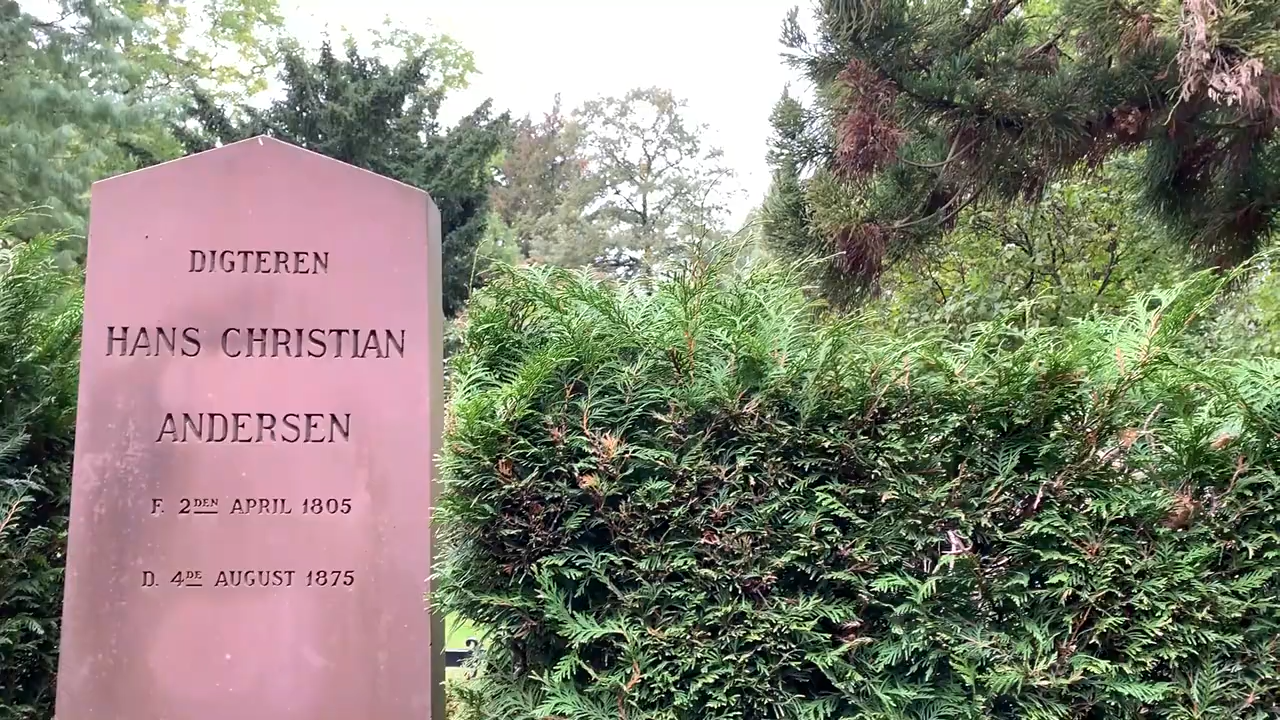 DIGTEREN
HANS CHRISTIAN
ANDERSEN
F. 2DEN APRIL 1805
D. 4DE AUGUST 1875